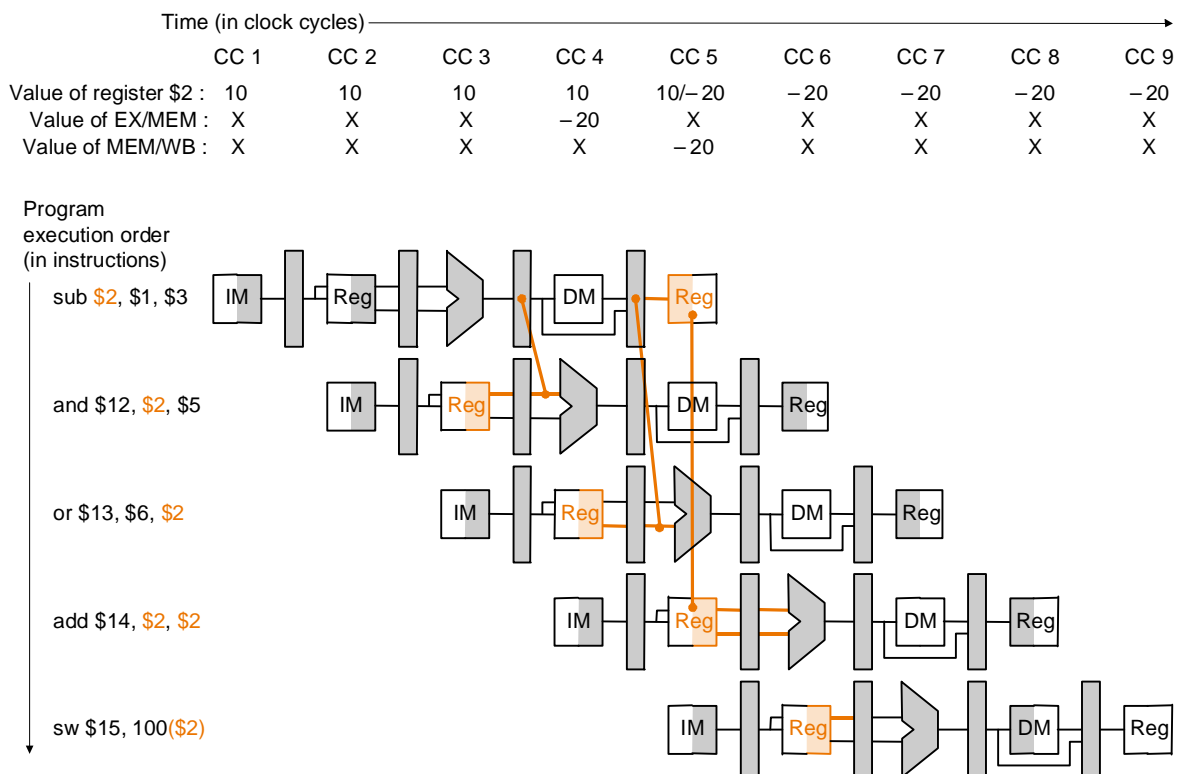 Time (in clock cycles)
CC 1 CC 2 CC 3 CC 4 CC 5 CC 6 CC 7 CC 8 CC 9
Value of register $2 : 10 10 10 10 10/– 20 – 20 – 20 – 20 – 20
Value of EX/MEM : X X X – 20 X X X X X
Value of MEM/WB : X X X X – 20 X X X X
Program
execution order
(in instructions)
sub $2, $1, $3 IM Reg DM Reg
and $12, $2, $5 IM Reg DM Reg
or $13, $6, $2 IM Reg DM Reg
add $14, $2, $2 IM Reg DM Reg
sw $15, 100($2) IM Reg DM Reg